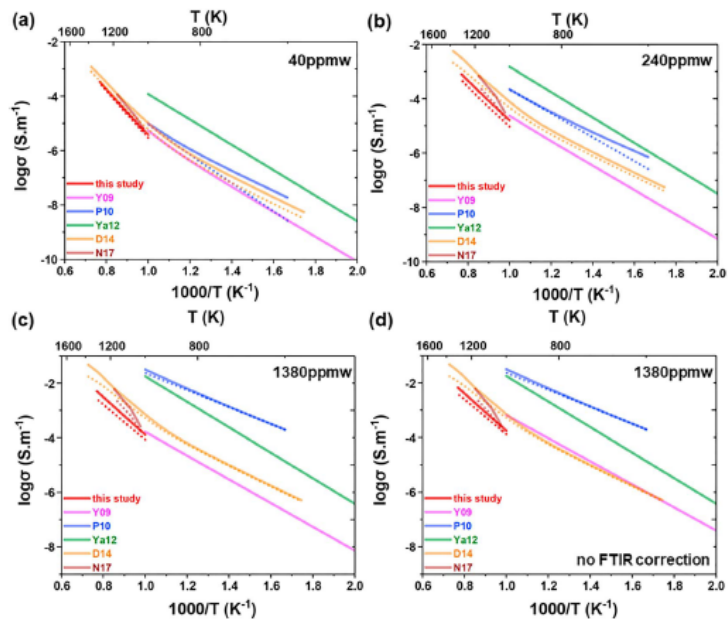 (a)
T (K)
1600 1200 800
40ppmw
logσ (S.m⁻¹)
-2
-4
-6
-8
-10
this study
Y09
P10
Ya12
D14
N17
0.6 0.8 1.0 1.2 1.4 1.6 1.8 2.0
1000/T (K⁻¹)
(b)
T (K)
1600 1200 800
240ppmw
logσ (S.m⁻¹)
-2
-4
-6
-8
-10
this study
Y09
P10
Ya12
D14
N17
0.6 0.8 1.0 1.2 1.4 1.6 1.8 2.0
1000/T (K⁻¹)
(c)
T (K)
1600 1200 800
1380ppmw
logσ (S.m⁻¹)
0
-2
-4
-6
-8
this study
Y09
P10
Ya12
D14
N17
0.6 0.8 1.0 1.2 1.4 1.6 1.8 2.0
1000/T (K⁻¹)
(d)
T (K)
1600 1200 800
1380ppmw
logσ (S.m⁻¹)
0
-2
-4
-6
-8
this study
Y09
P10
Ya12
D14
N17
no FTIR correction
0.6 0.8 1.0 1.2 1.4 1.6 1.8 2.0
1000/T (K⁻¹)